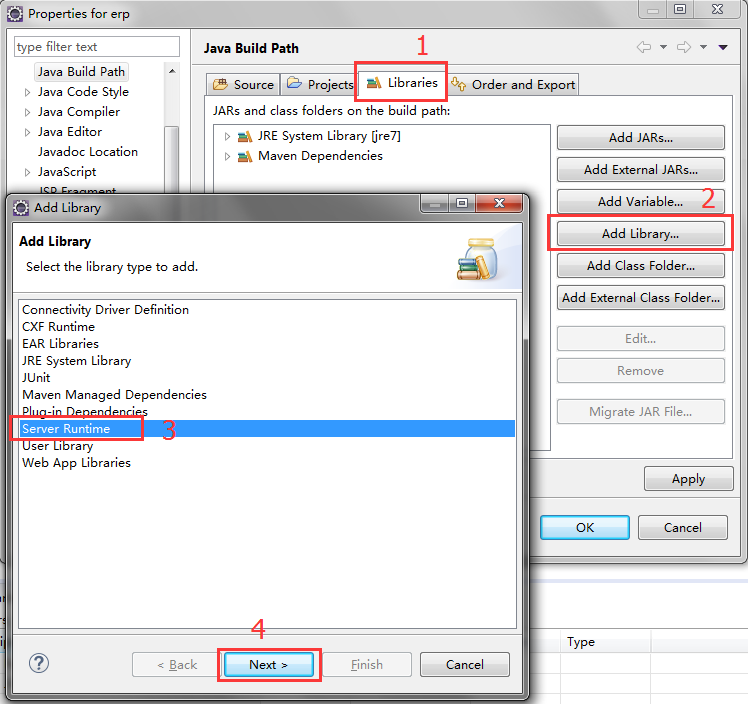 Properties for erp
type filter text
Java Build Path
Java Code Style
Java Compiler
Java Editor
Javadoc Location
JavaScript
JSP Fragment
Java Build Path
1
Source
Projects
Libraries
Order and Export
JARs and class folders on the build path:
JRE System Library [jre7]
Maven Dependencies
Add JARs...
Add External JARs...
Add Variable...
2
Add Library...
Add Class Folder...
Add External Class Folder...
Edit...
Remove
Migrate JAR File...
Apply
OK
Cancel
Add Library
Add Library
Select the library type to add.
Connectivity Driver Definition
CXF Runtime
EAR Libraries
JRE System Library
JUnit
Maven Managed Dependencies
Plug-in Dependencies
Server Runtime
3
User Library
Web App Libraries
4
?
< Back
Next >
Finish
Cancel
Type